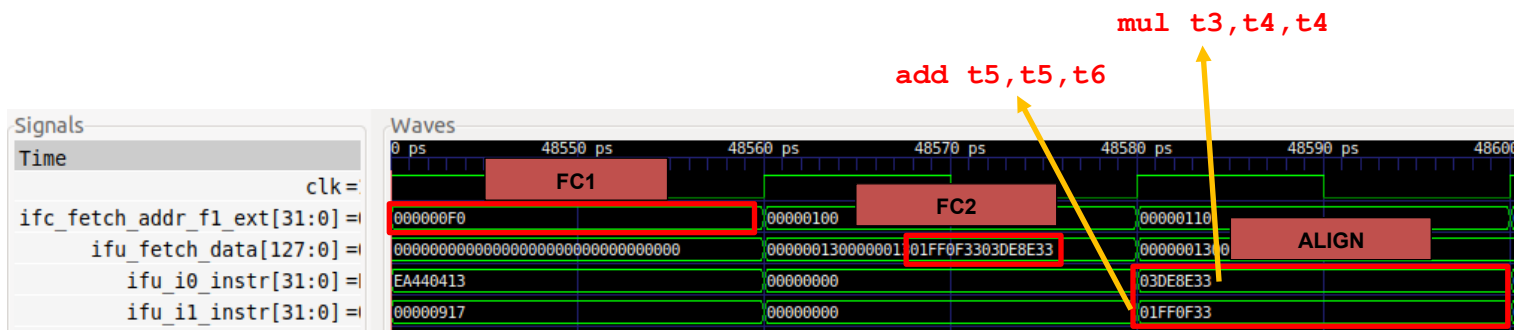 mul t3,t4,t4
add t5,t5,t6
Signals
Waves
Time
0 ps 48550 ps 48560 ps 48570 ps 48580 ps 48590 ps 48600
clk=
FC1
ifc_fetch_addr_f1_ext[31:0] = 000000F0 00000100 FC2 00000110
ifu_fetch_data[127:0] = 00000000000000000000000000000000 000000130000001301FF0F3303DE8E33 0000001300 ALIGN
ifu_i0_instr[31:0] = EA440413 00000000 03DE8E33
ifu_i1_instr[31:0] = 00000917 00000000 01FF0F33